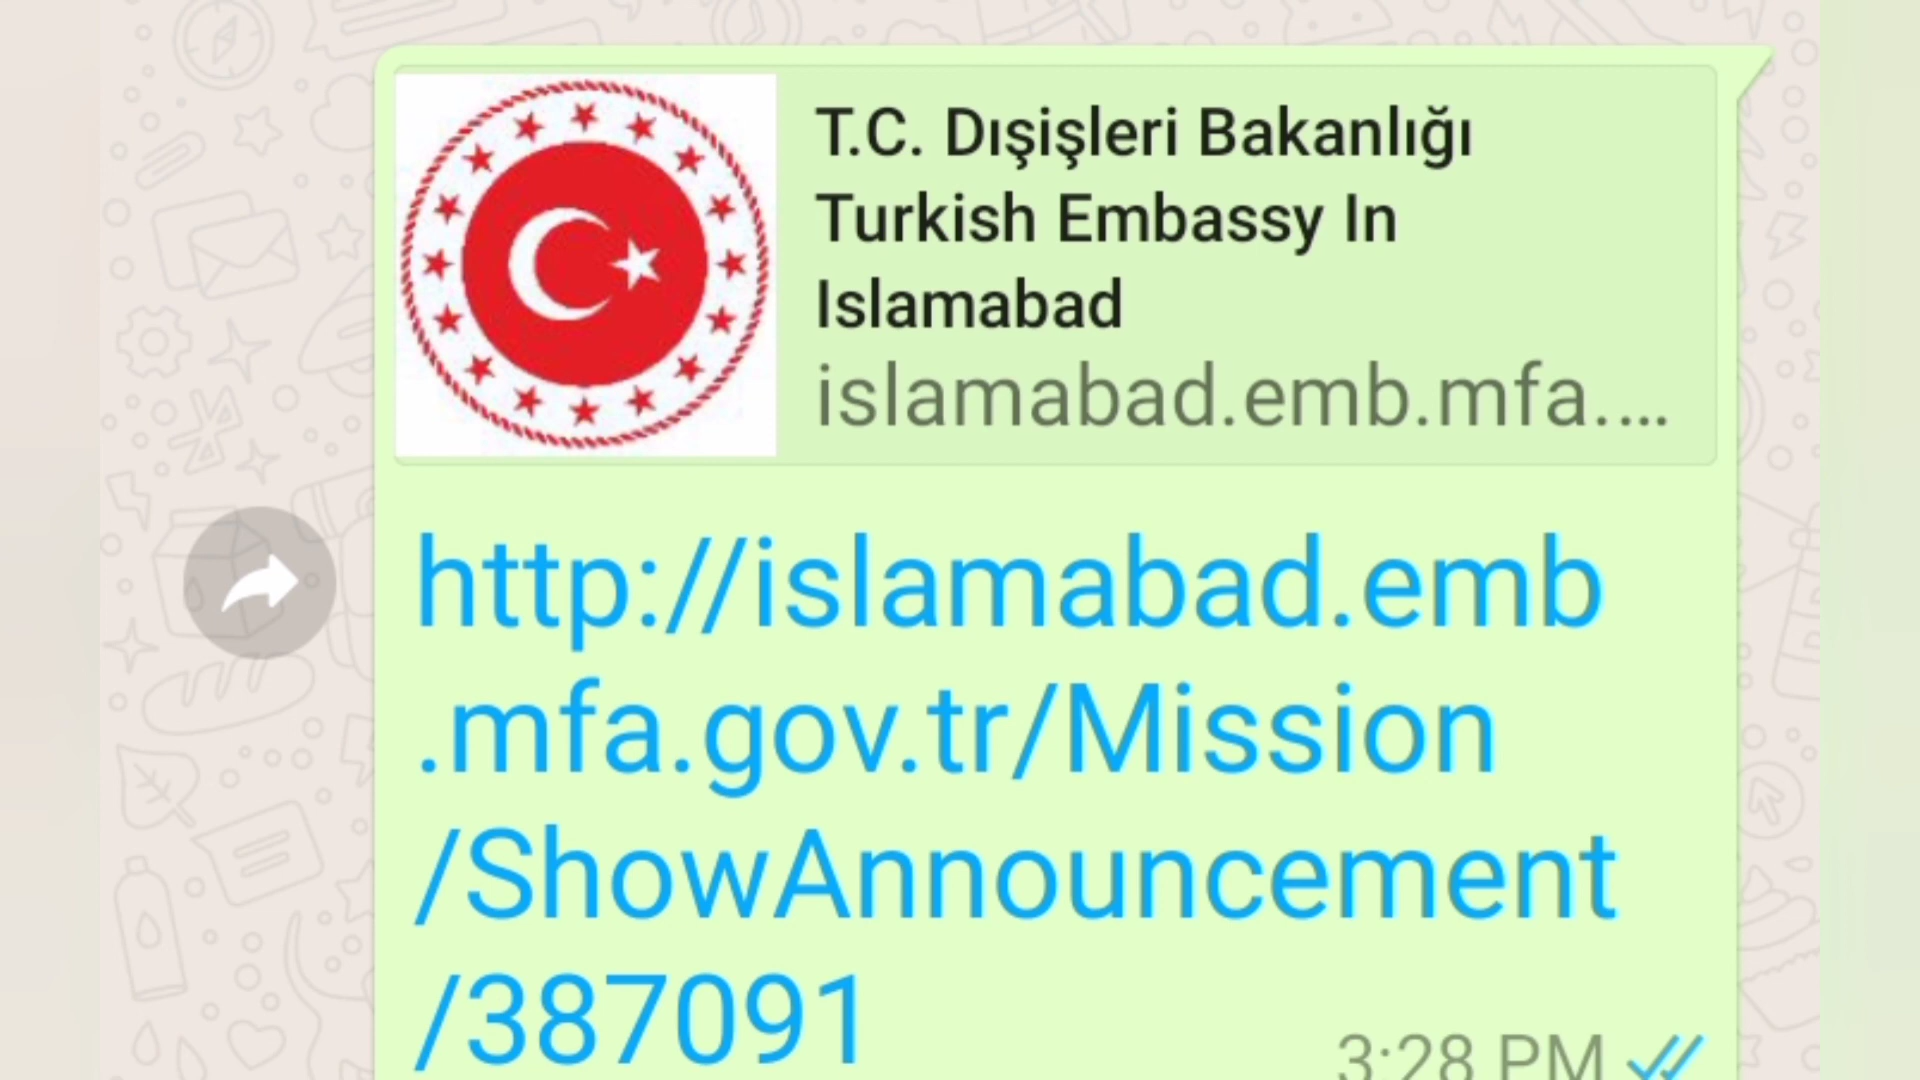 T.C. Dışişleri Bakanlığı
Turkish Embassy In
Islamabad
islamabad.emb.mfa.…
http://islamabad.emb
.mfa.gov.tr/Mission
/ShowAnnouncement
/387091
3:28 PM